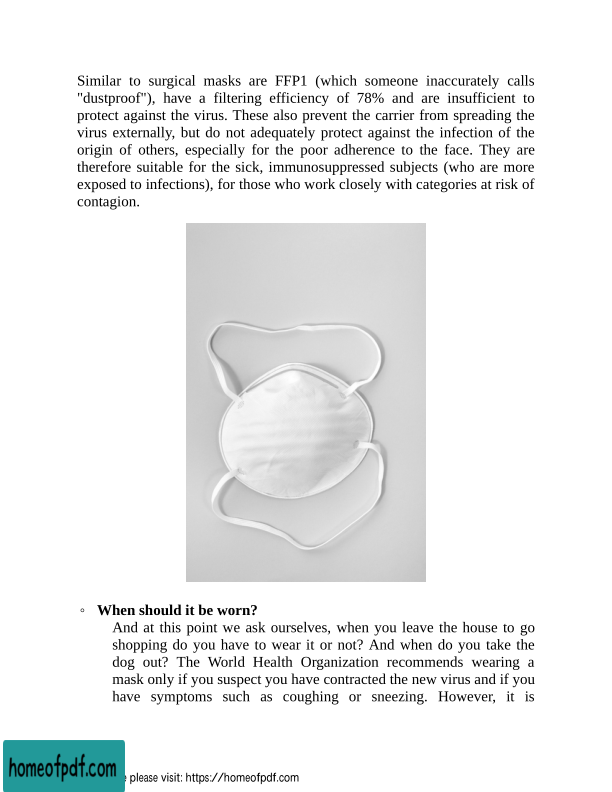 Similar to surgical masks are FFP1 (which someone inaccurately calls
"dustproof"), have a filtering efficiency of 78% and are insufficient to
protect against the virus. These also prevent the carrier from spreading the
virus externally, but do not adequately protect against the infection of the
origin of others, especially for the poor adherence to the face. They are
therefore suitable for the sick, immunosuppressed subjects (who are more
exposed to infections), for those who work closely with categories at risk of
contagion.
◦ When should it be worn?
And at this point we ask ourselves, when you leave the house to go
shopping do you have to wear it or not? And when do you take the
dog out? The World Health Organization recommends wearing a
mask only if you suspect you have contracted the new virus and if you
have symptoms such as coughing or sneezing. However, it is
homeofpdf.com
please visit: https://homeofpdf.com